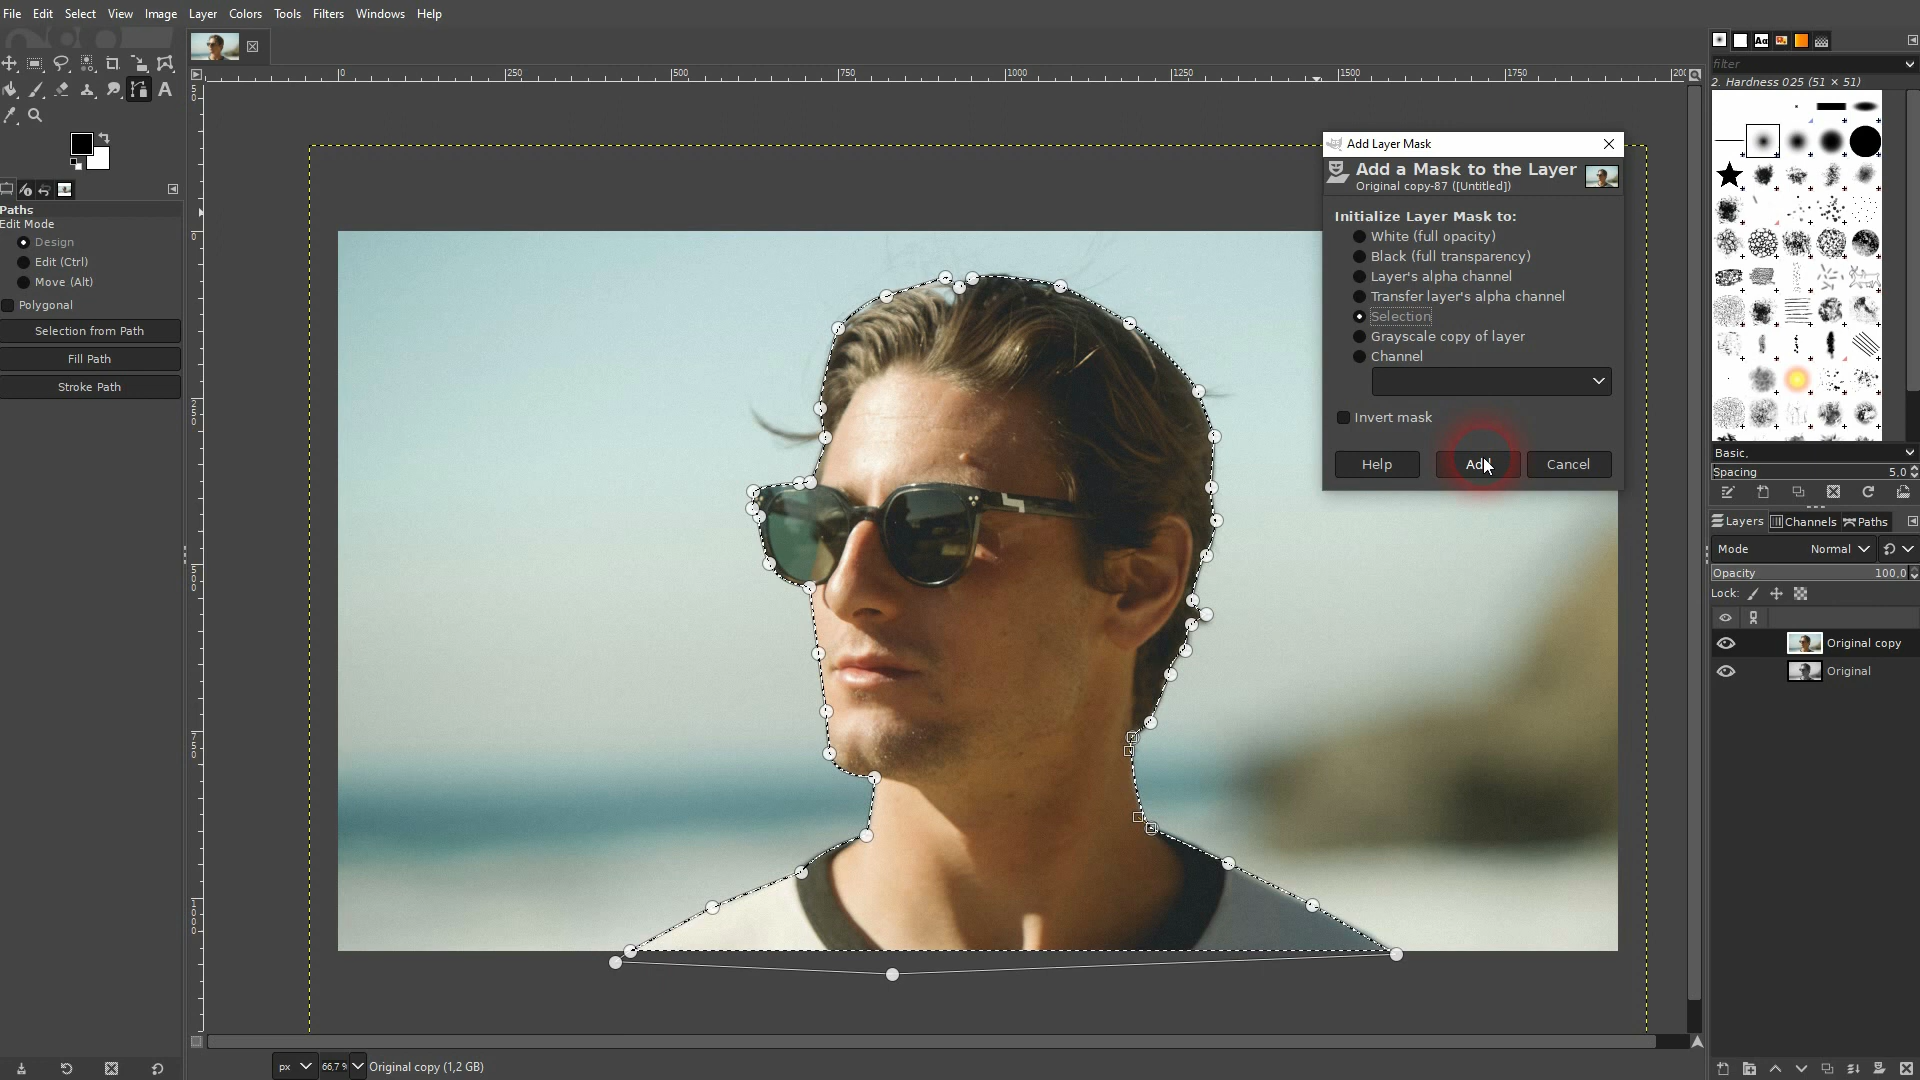 File Edit Select View Image Layer Colors Tools Filters Windows Help
0 250 500 750 1000 1250 1500 1750
Paths
Edit Mode
Design
Edit (Ctrl)
Move (Alt)
Polygonal
Selection from Path
Fill Path
Stroke Path
Add Layer Mask
Add a Mask to the Layer
Original copy-87 ([Untitled])
Initialize Layer Mask to:
White (full opacity)
Black (full transparency)
Layer's alpha channel
Transfer layer's alpha channel
Selection
Grayscale copy of layer
Channel
Invert mask
Help Add Cancel
filter
2. Hardness 025 (51 × 51)
Basic,
Spacing 5,0
Layers Channels Paths
Mode Normal
Opacity 100,0
Lock:
Original copy
Original
px 66,7 % Original copy (1,2 GB)